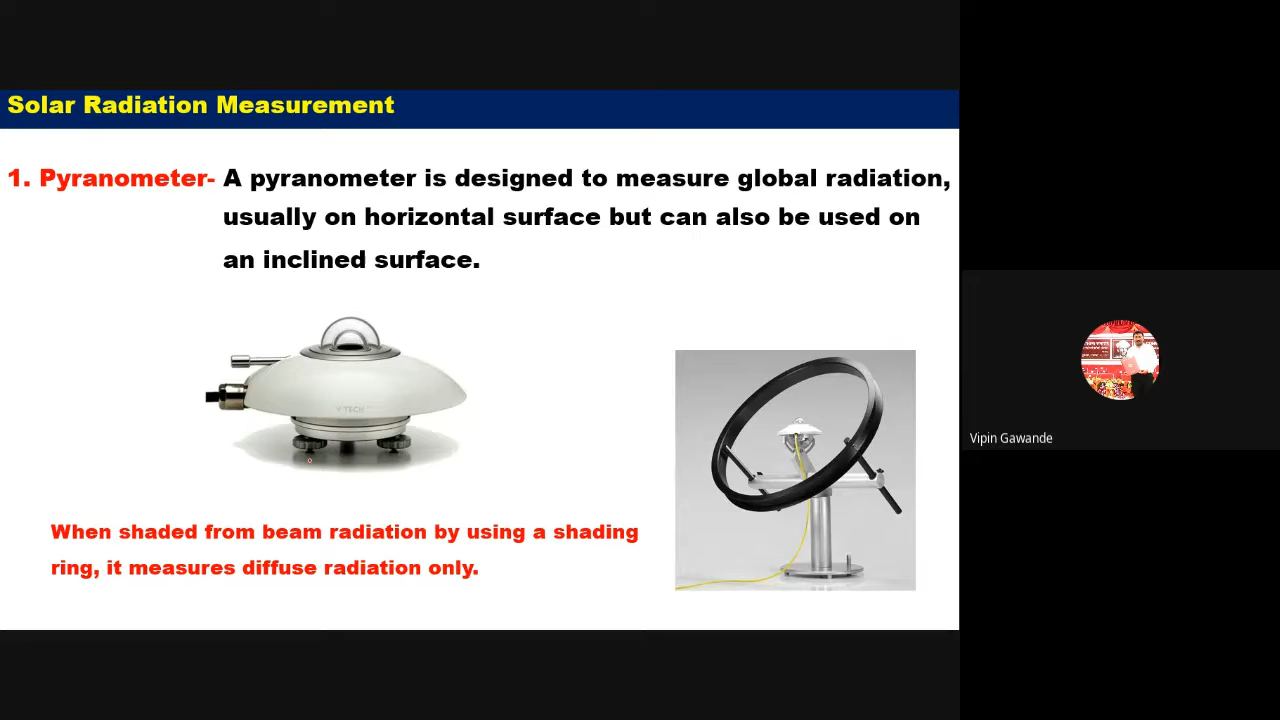 Solar Radiation Measurement
1. Pyranometer- A pyranometer is designed to measure global radiation,
usually on horizontal surface but can also be used on
an inclined surface.
V TECH
When shaded from beam radiation by using a shading
ring, it measures diffuse radiation only.
Vipin Gawande